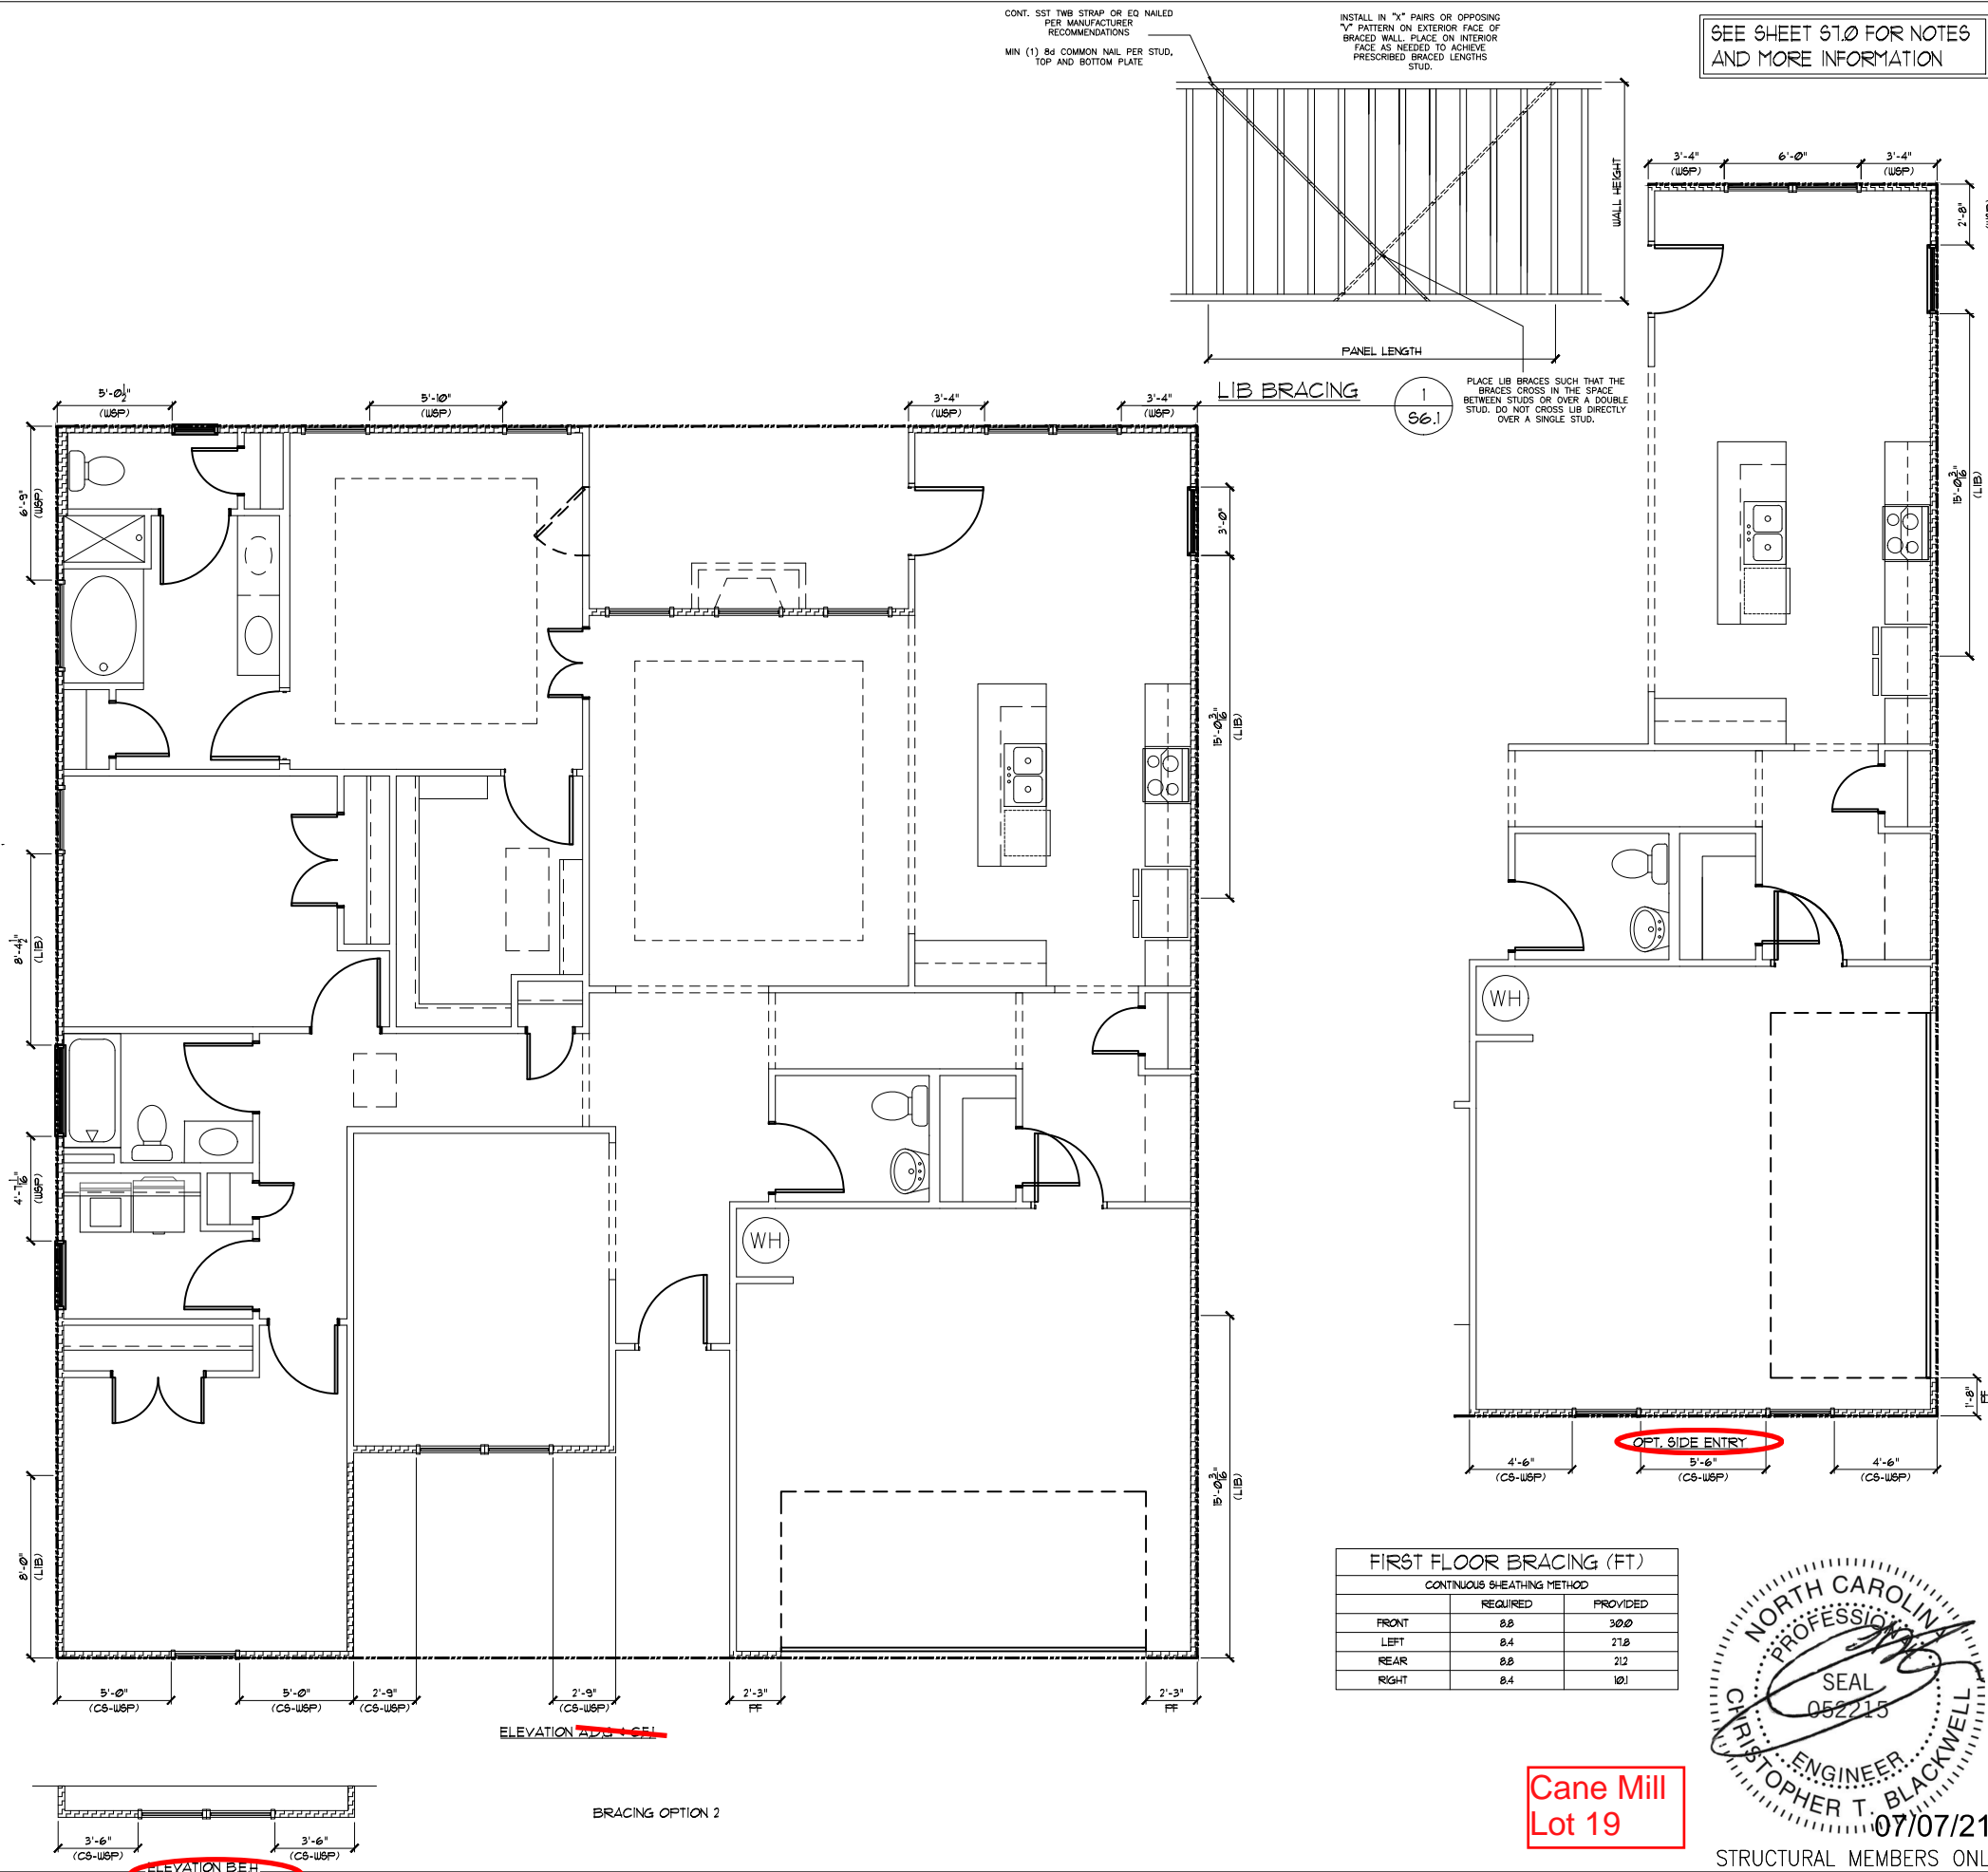 CONT. SST TWB STRAP OR EQ NAILED
PER MANUFACTURER
RECOMMENDATIONS
MIN (1) 8d COMMON NAIL PER STUD,
TOP AND BOTTOM PLATE
INSTALL IN "X" PAIRS OR OPPOSING
"V" PATTERN ON EXTERIOR FACE OF
BRACED WALL. PLACE ON INTERIOR
FACE AS NEEDED TO ACHIEVE
PRESCRIBED BRACED LENGTHS
STUD.
SEE SHEET S7.0 FOR NOTES
AND MORE INFORMATION
WALL HEIGHT
PANEL LENGTH
LIB BRACING
1
S6.1
PLACE LIB BRACES SUCH THAT THE
BRACES CROSS IN THE SPACE
BETWEEN STUDS OR OVER A DOUBLE
STUD. DO NOT CROSS LIB DIRECTLY
OVER A SINGLE STUD.
3'-4"
(WSP)
6'-0"
3'-4"
(WSP)
2'-8"
15'-0 3/16"
(LIB)
5'-0 1/2"
(WSP)
5'-10"
(WSP)
3'-4"
(WSP)
3'-4"
(WSP)
6'-9"
(WSP)
3'-0"
15'-0 3/16"
(LIB)
8'-4 1/2"
(LIB)
WH
4'-7 1/16"
(WSP)
WH
1'-8"
PF
OPT. SIDE ENTRY
4'-6"
(CS-WSP)
5'-6"
(CS-WSP)
4'-6"
(CS-WSP)
8'-0"
(LIB)
15'-0 3/16"
(LIB)
5'-0"
(CS-WSP)
5'-0"
(CS-WSP)
2'-9"
(CS-WSP)
2'-9"
(CS-WSP)
2'-3"
PF
2'-3"
PF
ELEVATION
FIRST FLOOR BRACING (FT)
CONTINUOUS SHEATHING METHOD
REQUIRED PROVIDED
FRONT 8.8 30.0
LEFT 8.4 27.8
REAR 8.8 21.2
RIGHT 8.4 10.1
NORTH CAROLINA
PROFESSIONAL
SEAL
052215
ENGINEER
CHRISTOPHER T. BLACKWELL
07/07/21
Cane Mill
Lot 19
BRACING OPTION 2
3'-6"
(CS-WSP)
3'-6"
(CS-WSP)
ELEVATION B,E,H
STRUCTURAL MEMBERS ONL